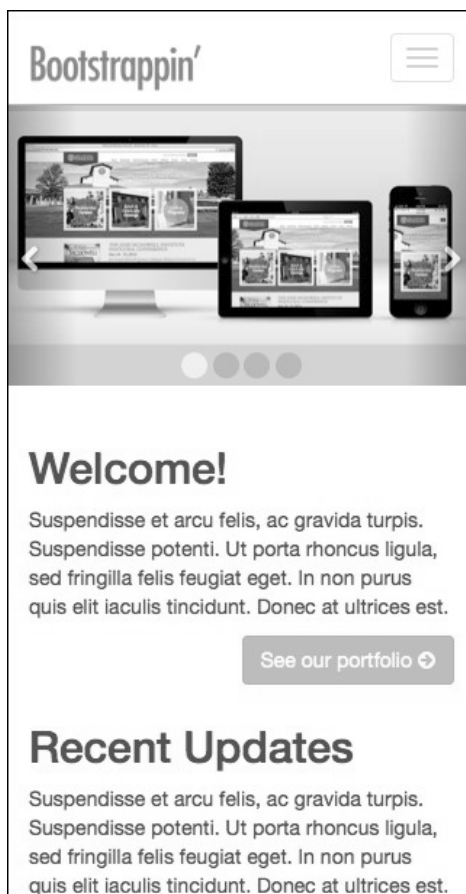 Bootstrappin’
Welcome!
Suspendisse et arcu felis, ac gravida turpis.
Suspendisse potenti. Ut porta rhoncus ligula,
sed fringilla felis feugiat eget. In non purus
quis elit iaculis tincidunt. Donec at ultrices est.
See our portfolio
Recent Updates
Suspendisse et arcu felis, ac gravida turpis.
Suspendisse potenti. Ut porta rhoncus ligula,
sed fringilla felis feugiat eget. In non purus
quis elit iaculis tincidunt. Donec at ultrices est.